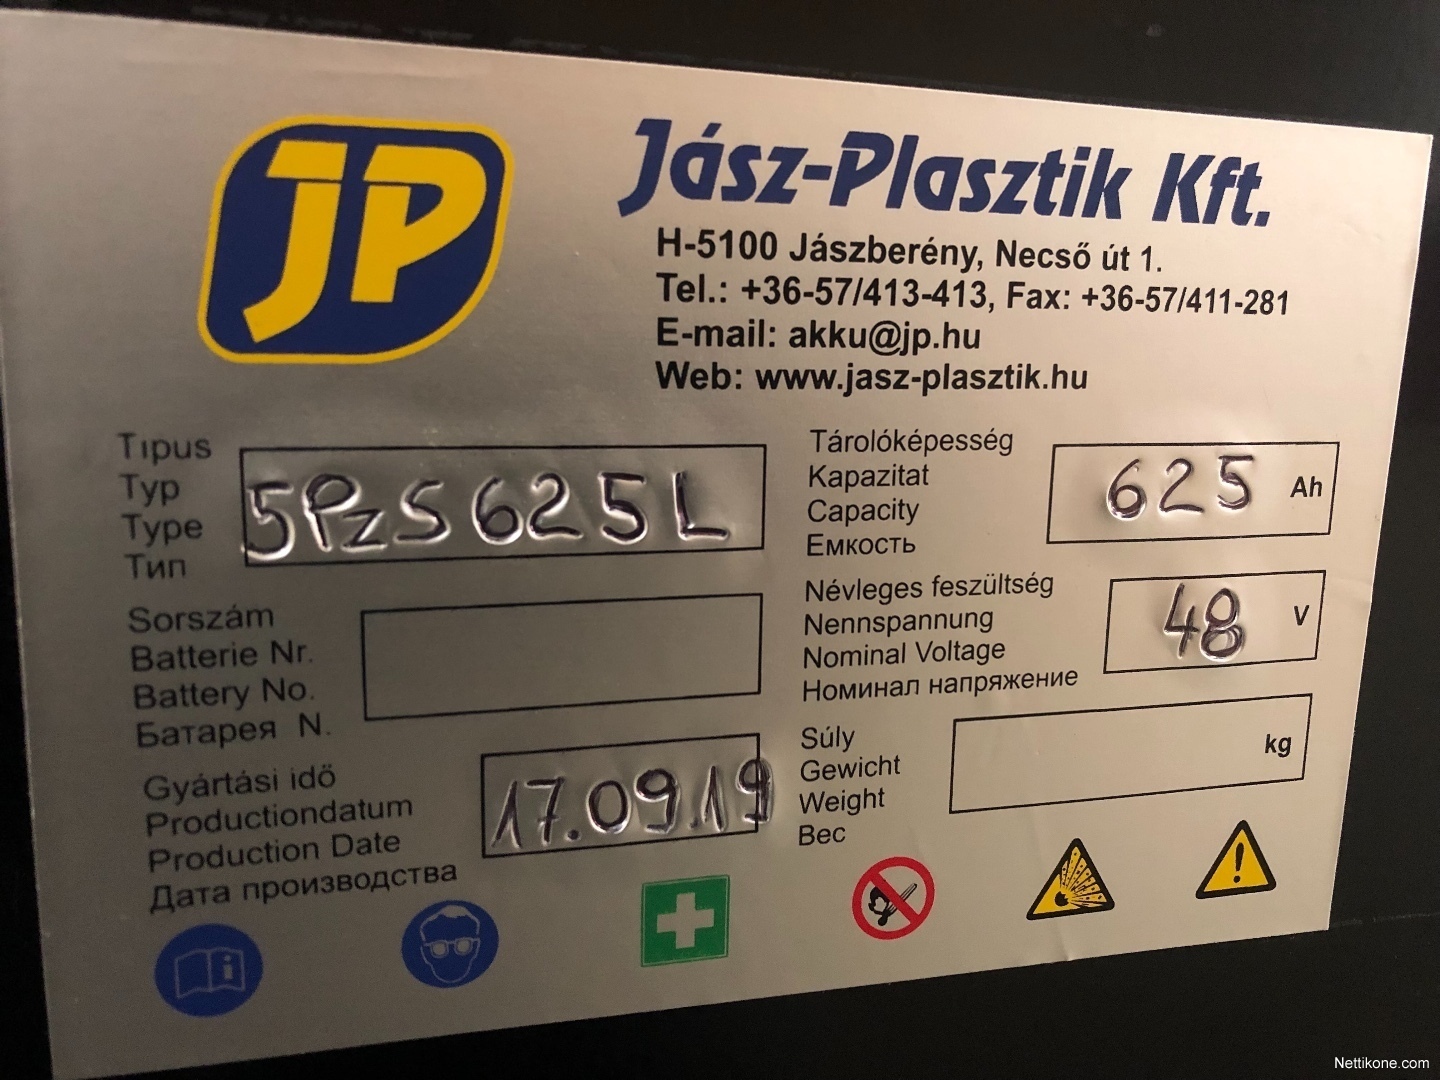 JP
Jász-Plasztik Kft.
H-5100 Jászberény, Necső út 1.
Tel.: +36-57/413-413, Fax: +36-57/411-281
E-mail: akku@jp.hu
Web: www.jasz-plasztik.hu
Tipus
Typ
Type
Тип
5PzS625L
Tárolóképesség
Kapazitat
Capacity
Емкость
625 Ah
Sorszám
Batterie Nr.
Battery No.
Батарея N.
Névleges feszültség
Nennspannung
Nominal Voltage
Номинал напряжение
48 V
Gyártási idö
Productiondatum
Production Date
Дата производства
17.09.19
Súly
Gewicht
Weight
Вес
kg
Nettikone.com